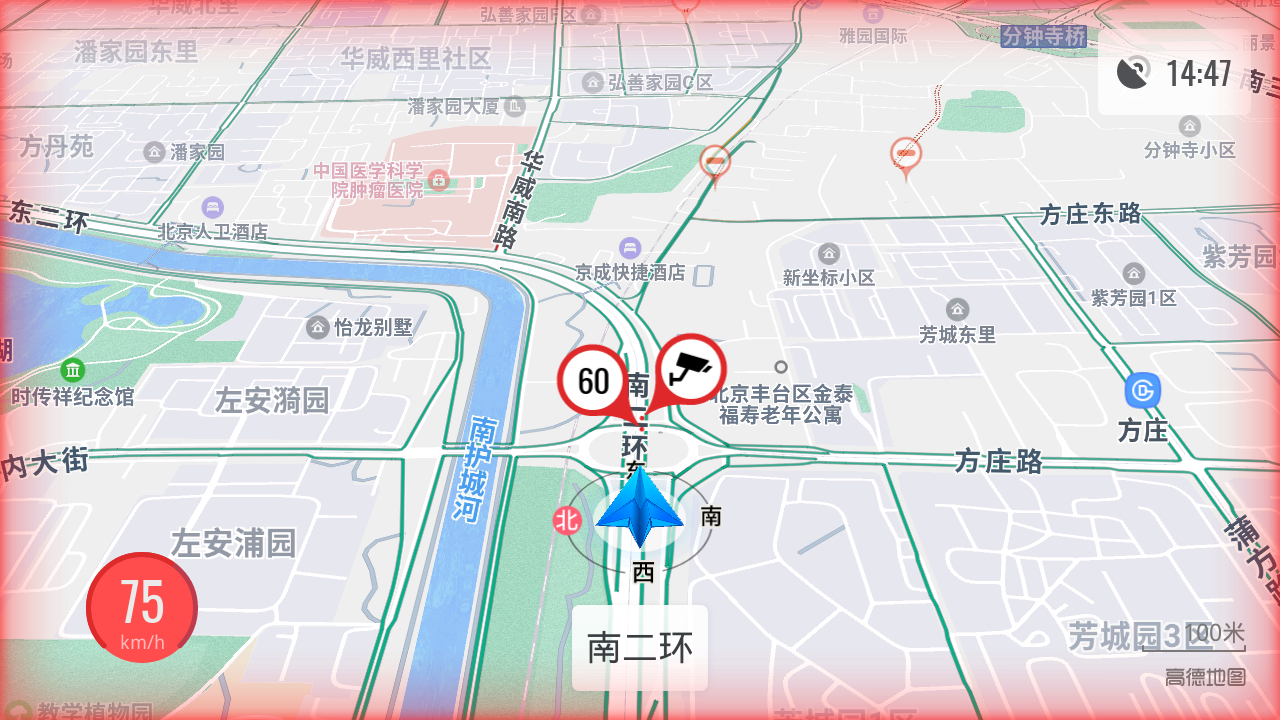 华威北里
弘善家园F区
雅园国际
分钟寺桥
潘家园东里
华威西里社区
弘善家园C区
14:47
潘家园大厦
南三
方丹苑
潘家园
中国医学科学
院肿瘤医院
分钟寺小区
华威南路
东二环
北京人卫酒店
方庄东路
京成快捷酒店
新坐标小区
紫芳园
紫芳园1区
怡龙别墅
芳城东里
湖
60
南二环
时传祥纪念馆
左安漪园
北京丰台区金泰
福寿老年公寓
方庄
南护城河
内大街
方庄路
东
北
南
西
左安浦园
蒲方路
75
km/h
南二环
芳城园3区
100米
高德地图
教学植物园
芳城园1区